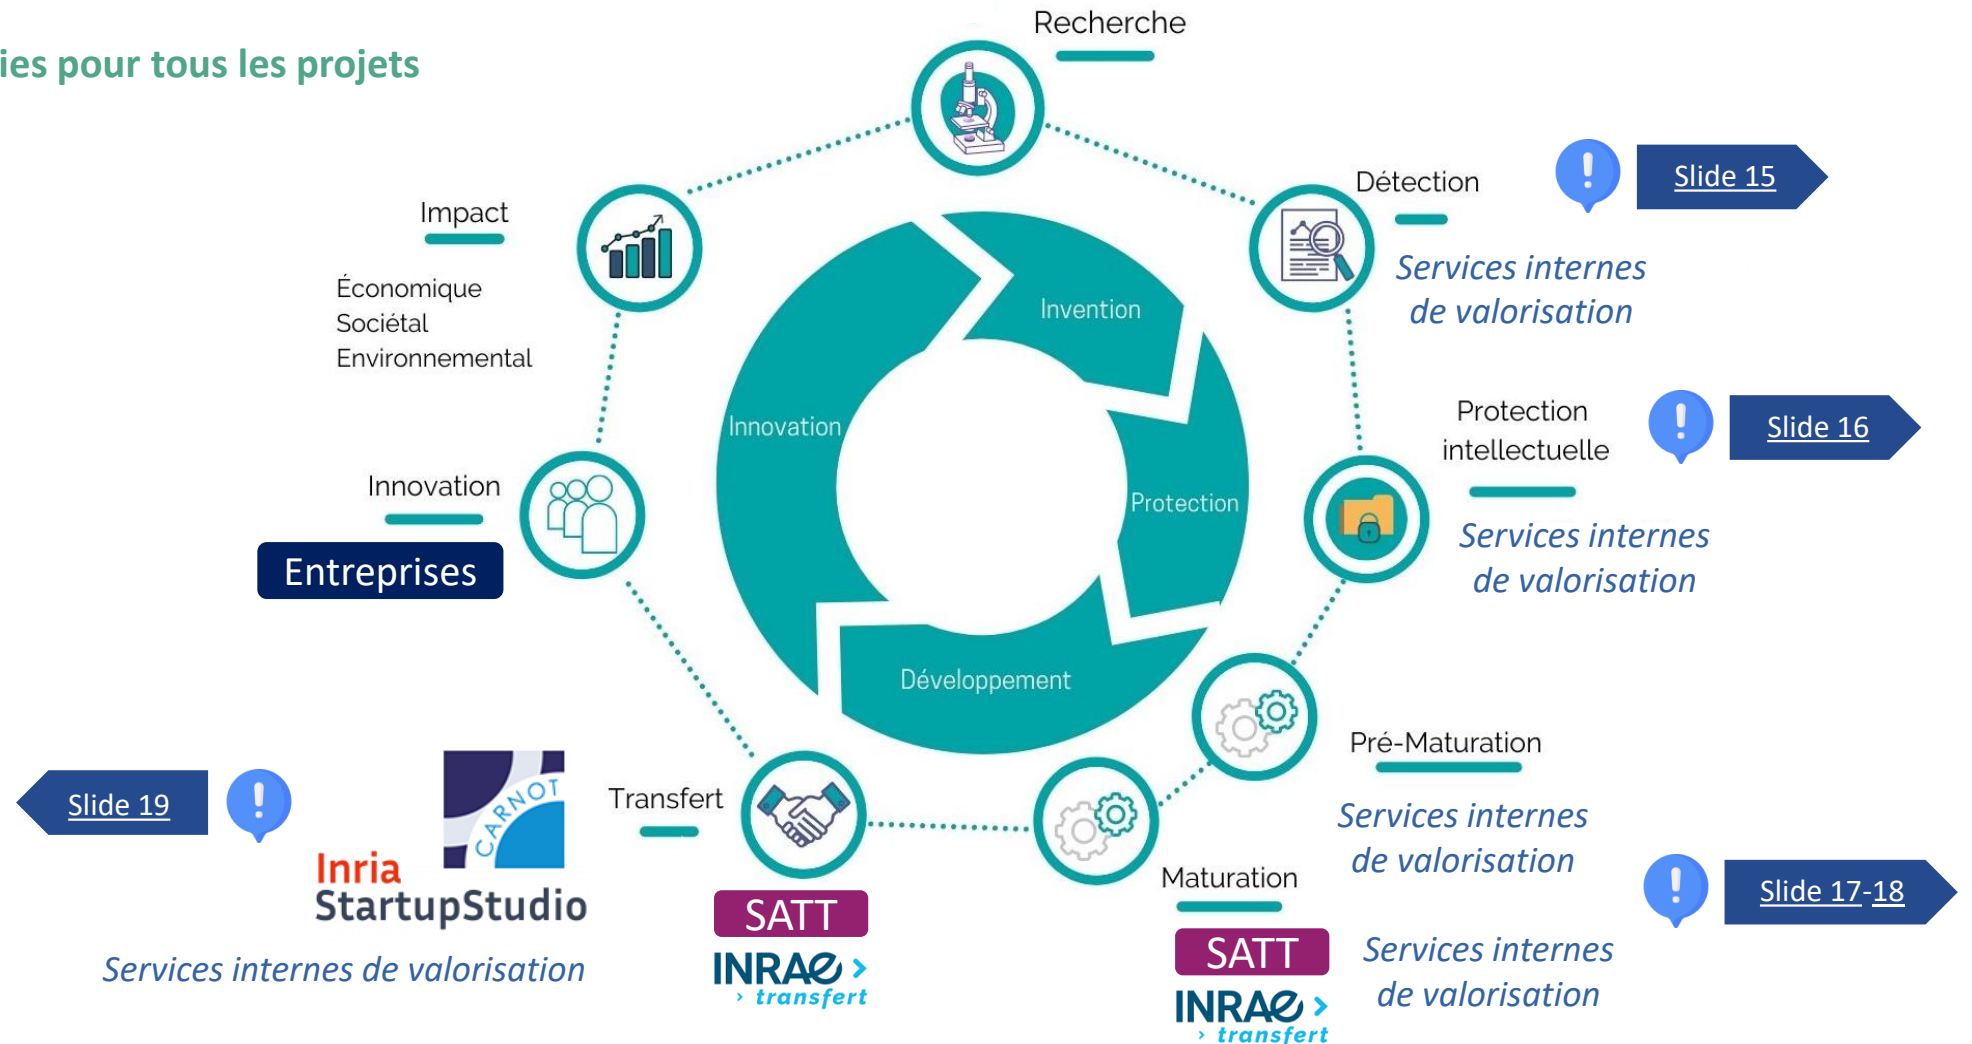 ies pour tous les projets
Recherche
Détection
Slide 15
Services internes
de valorisation
Impact
Économique
Sociétal
Environnemental
Invention
Protection
intellectuelle
Slide 16
Services internes
de valorisation
Innovation
Protection
Innovation
Entreprises
Développement
Pré-Maturation
Services internes
de valorisation
Slide 17-18
Maturation
SATT
INRAE
transfert
Services internes
de valorisation
Transfert
SATT
INRAE
transfert
Slide 19
CARNOT
Inria
StartupStudio
Services internes de valorisation